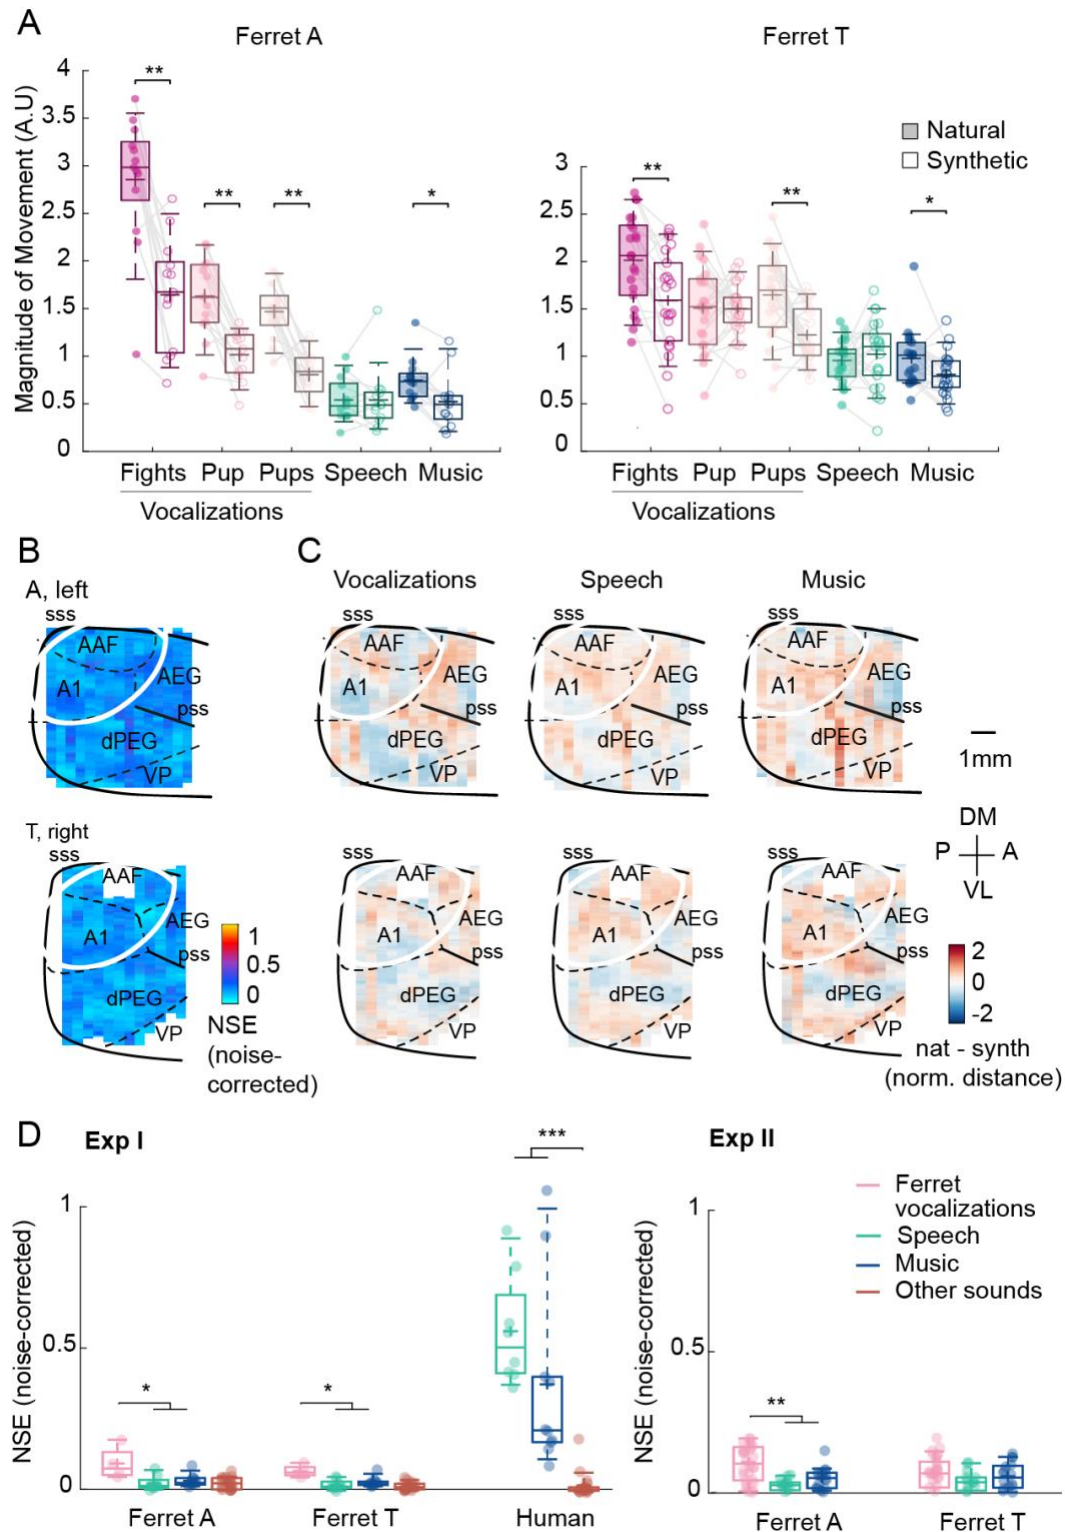 A
Ferret A
Ferret T
Magnitude of Movement (A.U)
4
3.5
3
2.5
2
1.5
1
0.5
0
**
**
**
*
Fights Pup Pups Speech Music
Vocalizations
3
2.5
2
1.5
1
0.5
0
**
**
*
Natural
Synthetic
Fights Pup Pups Speech Music
Vocalizations
B
A, left
sss
AAF
A1
AEG
pss
dPEG
VP
T, right
sss
AAF
A1
AEG
pss
dPEG
VP
1
0.5
0
NSE
(noise-
corrected)
C
Vocalizations
Speech
Music
sss
AAF
A1
AEG
pss
dPEG
VP
sss
AAF
A1
AEG
pss
dPEG
VP
sss
AAF
A1
AEG
pss
dPEG
VP
1mm
DM
P A
VL
sss
AAF
A1
AEG
pss
dPEG
VP
sss
AAF
A1
AEG
pss
dPEG
VP
sss
AAF
A1
AEG
pss
dPEG
VP
2
0
-2
nat - synth
(norm. distance)
D
Exp I
NSE (noise-corrected)
1
0.5
0
*
*
***
Ferret A
Ferret T
Human
Exp II
NSE (noise-corrected)
1
0.5
0
**
Ferret
vocalizations
Speech
Music
Other sounds
Ferret A
Ferret T